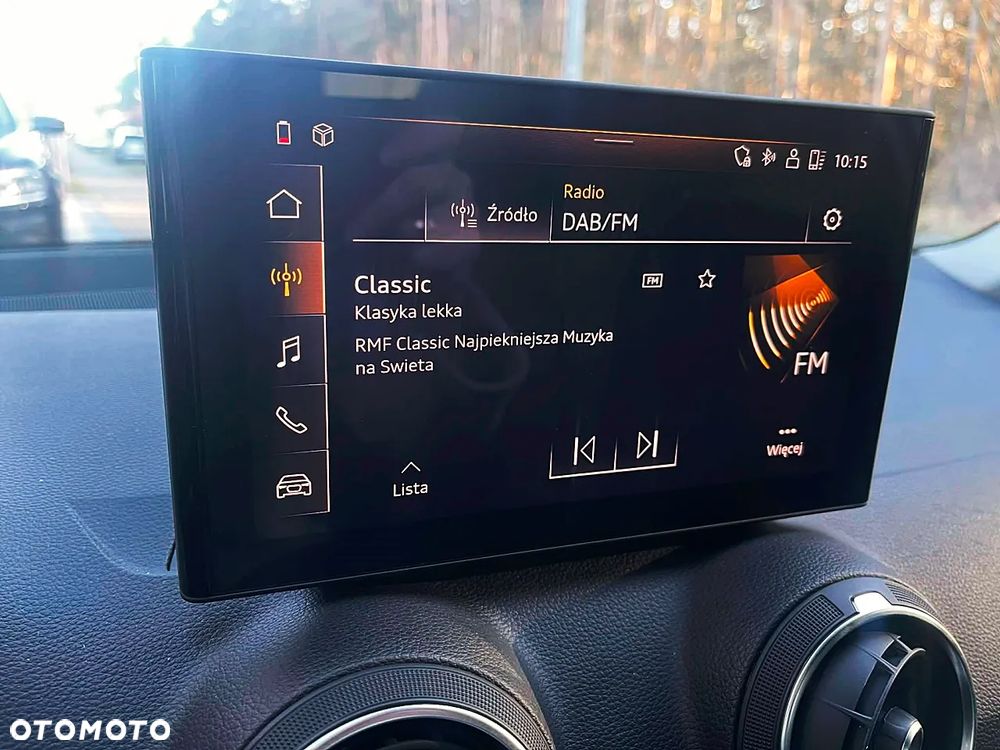 10:15
Źródło
Radio
DAB/FM
Classic
FM
Klasyka lekka
RMF Classic Najpiekniejsza Muzyka
na Swieta
FM
Więcej
Lista
OTOMOTO